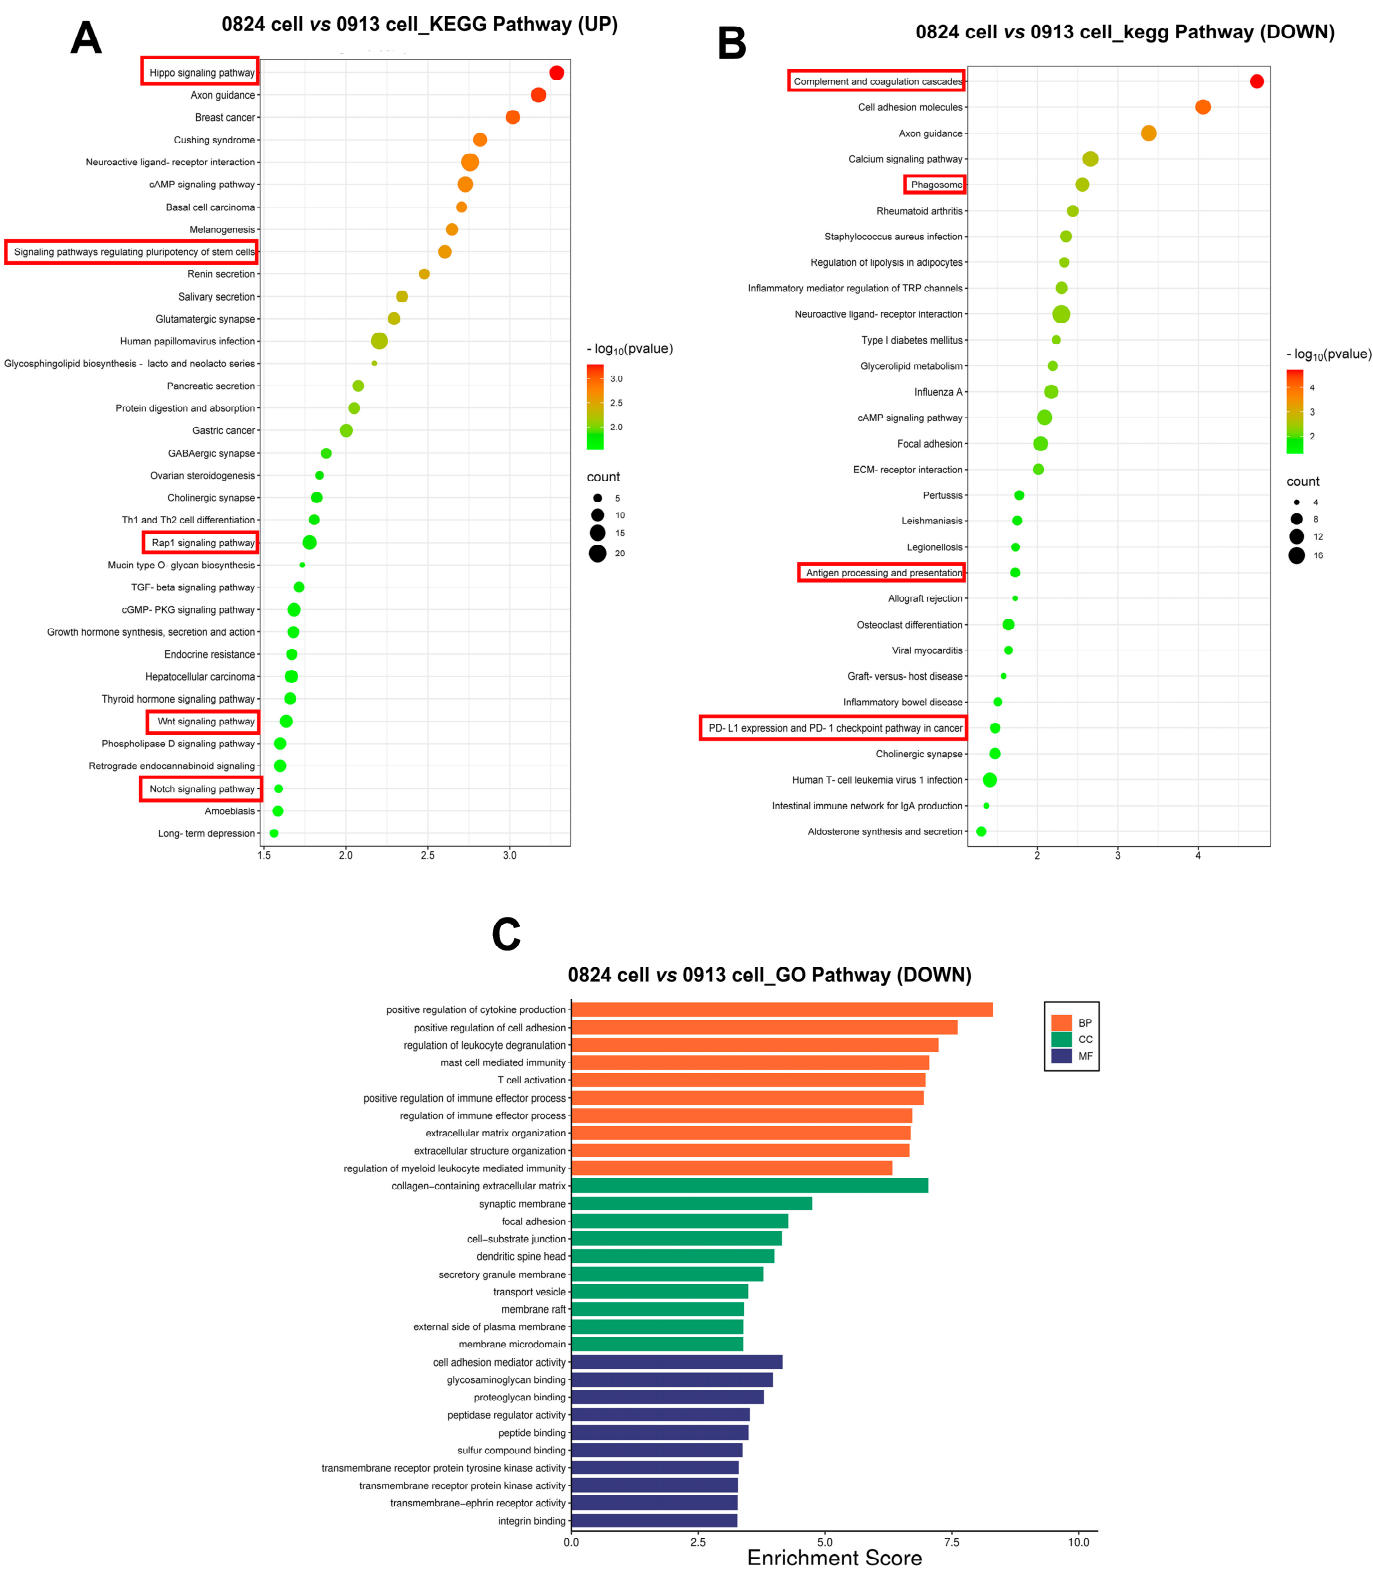 A
0824 cell vs 0913 cell_KEGG Pathway (UP)
Hippo signaling pathway
Axon guidance
Breast cancer
Cushing syndrome
Neuroactive ligand- receptor interaction
cAMP signaling pathway
Basal cell carcinoma
Melanogenesis
Signaling pathways regulating pluripotency of stem cells
Renin secretion
Salivary secretion
Glutamatergic synapse
Human papillomavirus infection
Glycosphingolipid biosynthesis - lacto and neolacto series
Pancreatic secretion
Protein digestion and absorption
Gastric cancer
GABAergic synapse
Ovarian steroidogenesis
Cholinergic synapse
Th1 and Th2 cell differentiation
Rap1 signaling pathway
Mucin type O- glycan biosynthesis
TGF- beta signaling pathway
cGMP- PKG signaling pathway
Growth hormone synthesis, secretion and action
Endocrine resistance
Hepatocellular carcinoma
Thyroid hormone signaling pathway
Wnt signaling pathway
Phospholipase D signaling pathway
Retrograde endocannabinoid signaling
Notch signaling pathway
Amoebiasis
Long- term depression
1.5 2.0 2.5 3.0
- log10(pvalue)
3.0
2.5
2.0
count
5
10
15
20
B
0824 cell vs 0913 cell_kegg Pathway (DOWN)
Complement and coagulation cascades
Cell adhesion molecules
Axon guidance
Calcium signaling pathway
Phagosome
Rheumatoid arthritis
Staphylococcus aureus infection
Regulation of lipolysis in adipocytes
Inflammatory mediator regulation of TRP channels
Neuroactive ligand- receptor interaction
Type I diabetes mellitus
Glycerolipid metabolism
Influenza A
cAMP signaling pathway
Focal adhesion
ECM- receptor interaction
Pertussis
Leishmaniasis
Legionellosis
Antigen processing and presentation
Allograft rejection
Osteoclast differentiation
Viral myocarditis
Graft- versus- host disease
Inflammatory bowel disease
PD- L1 expression and PD- 1 checkpoint pathway in cancer
Cholinergic synapse
Human T- cell leukemia virus 1 infection
Intestinal immune network for IgA production
Aldosterone synthesis and secretion
2 3 4
- log10(pvalue)
4
3
2
count
4
8
12
16
C
0824 cell vs 0913 cell_GO Pathway (DOWN)
positive regulation of cytokine production
positive regulation of cell adhesion
regulation of leukocyte degranulation
mast cell mediated immunity
T cell activation
positive regulation of immune effector process
regulation of immune effector process
extracellular matrix organization
extracellular structure organization
regulation of myeloid leukocyte mediated immunity
collagen-containing extracellular matrix
synaptic membrane
focal adhesion
cell-substrate junction
dendritic spine head
secretory granule membrane
transport vesicle
membrane raft
external side of plasma membrane
membrane microdomain
cell adhesion mediator activity
glycosaminoglycan binding
proteoglycan binding
peptidase regulator activity
peptide binding
sulfur compound binding
transmembrane receptor protein tyrosine kinase activity
transmembrane receptor protein kinase activity
transmembrane-ephrin receptor activity
integrin binding
0.0 2.5 5.0 7.5 10.0
Enrichment Score
BP
CC
MF